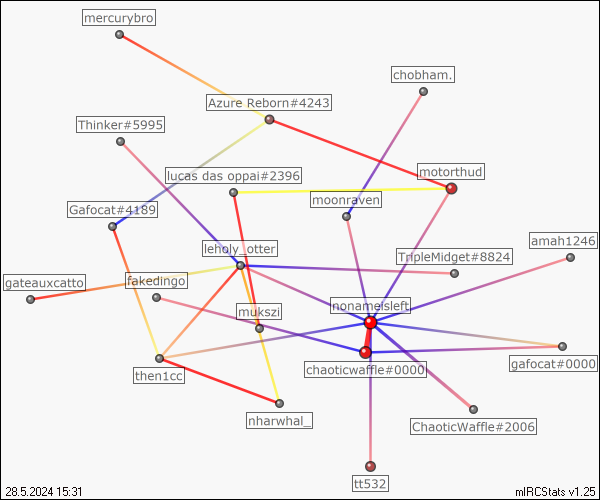 mercurybro
chobham.
Azure Reborn#4243
Thinker#5995
motorthud
lucas das oppai#2396
moonraven
Gafocat#4189
amah1246
leholy_otter
TripleMidget#8824
gateauxcatto
fakedingo
nonameisleft
mukszi
chaoticwaffle#0000
gafocat#0000
then1cc
nharwhal_
ChaoticWaffle#2006
tt532
28.5.2024 15:31
mIRCStats v1.25